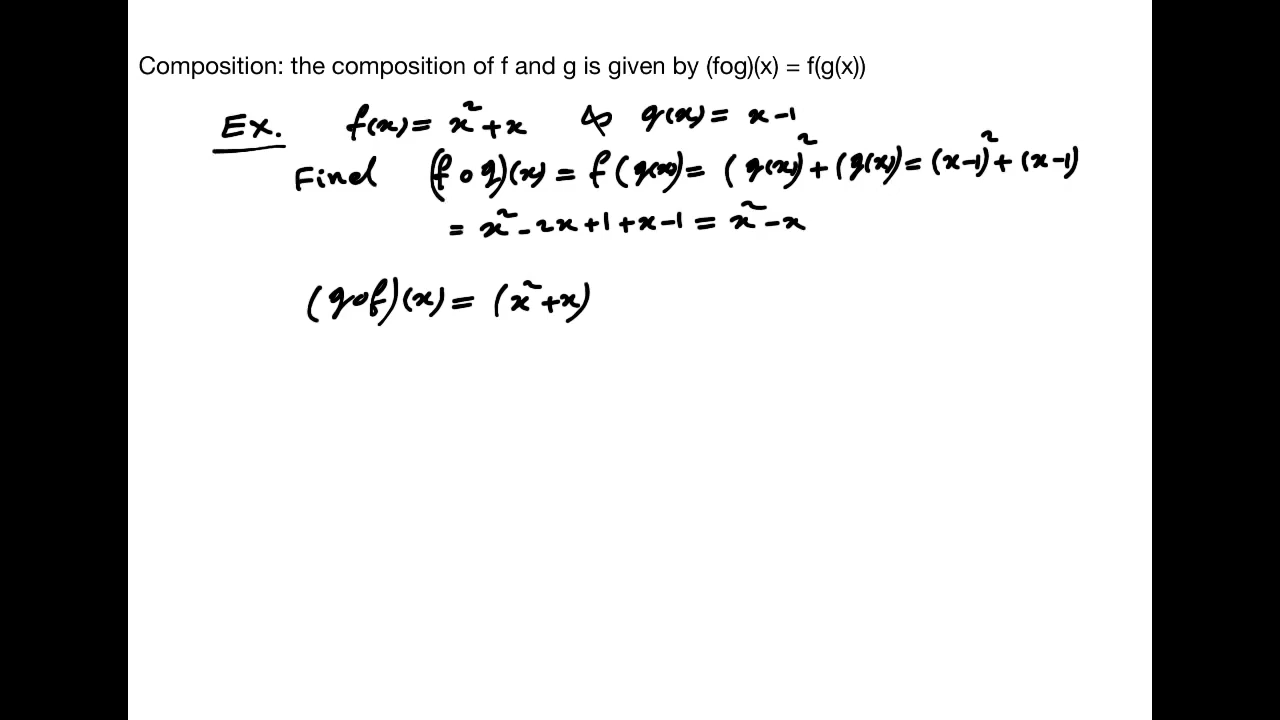 Composition: the composition of f and g is given by (fog)(x) = f(g(x))
Ex. f(x) = x² + x & g(x) = x - 1
Find (f o g)(x) = f(g(x)) = (g(x))² + (g(x)) = (x-1)² + (x-1)
= x² - 2x + 1 + x - 1 = x² - x
(gof)(x) = (x² + x)